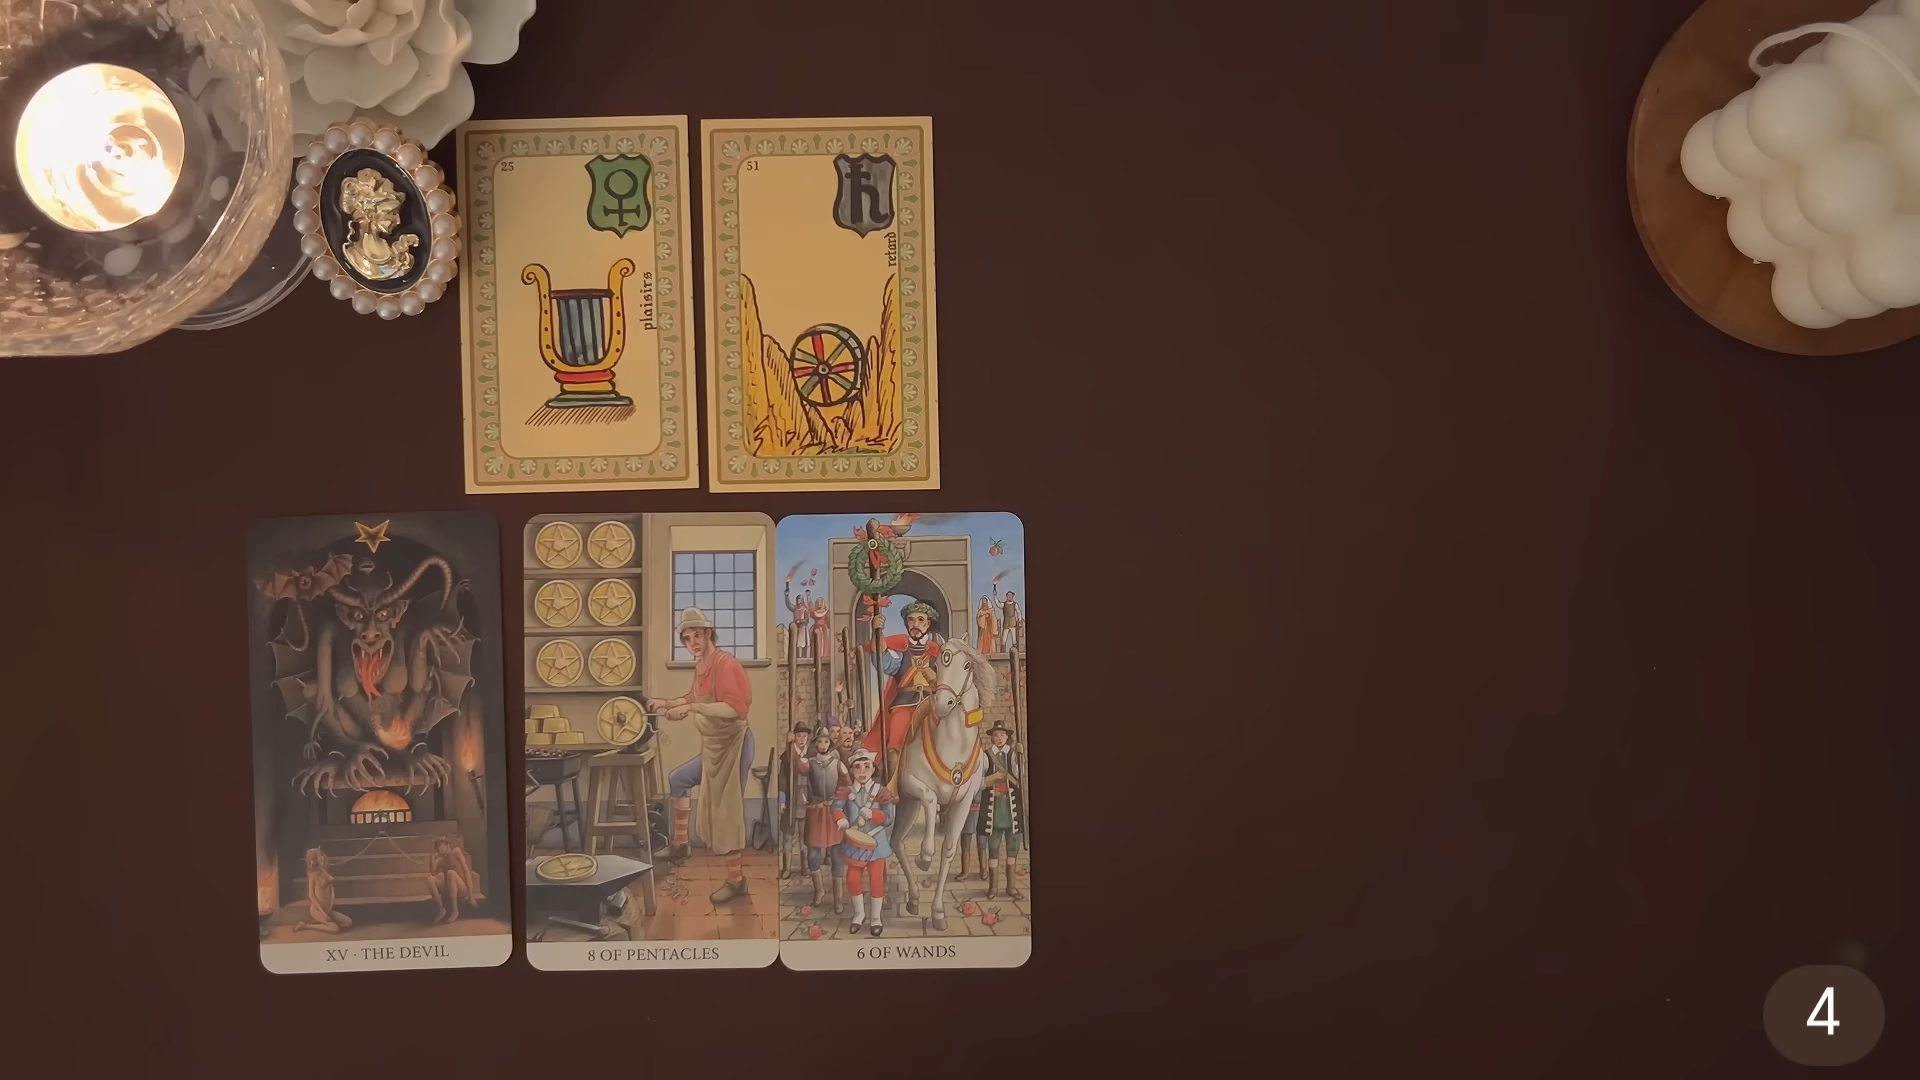 25
plaisirs
51
retard
XV · THE DEVIL
8 OF PENTACLES
6 OF WANDS
4